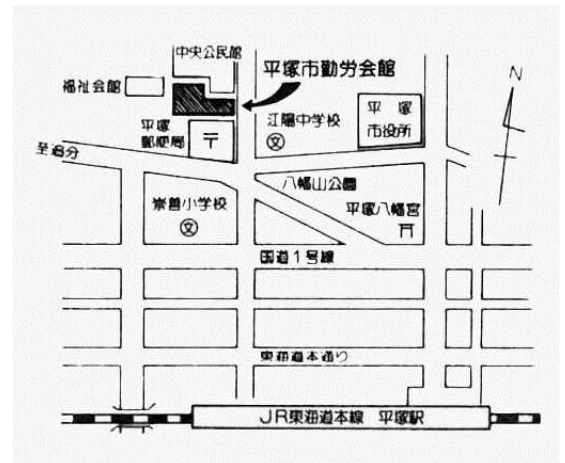 中央公民館
平塚市勤労会館
N
福祉会館
平塚
郵便局
〒
江陽中学校
文
平塚
市役所
至追分
八幡山公園
崇善小学校
文
平塚八幡宮
国道1号線
東海道本通り
JR東海道本線 平塚駅